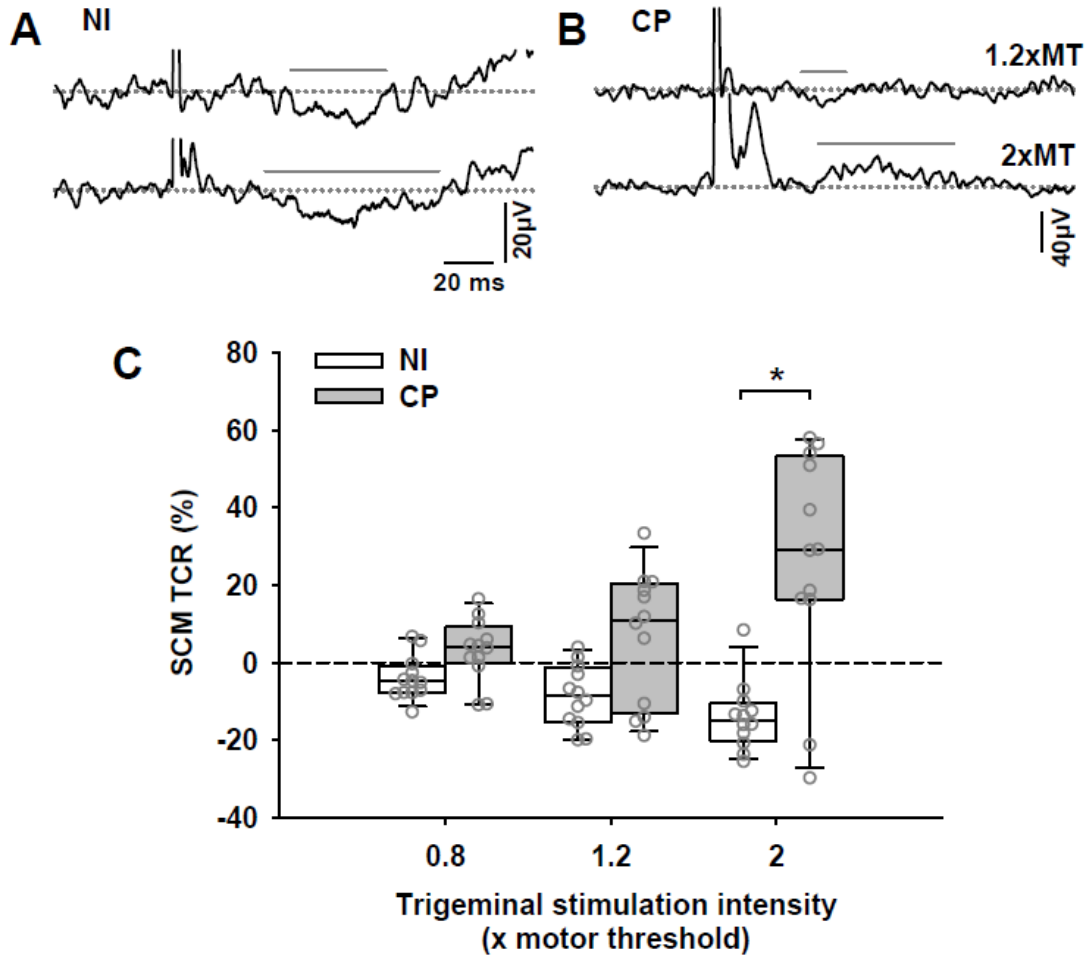 A NI
B CP
1.2xMT
2xMT
20µV
20 ms
40µV
C
NI
CP
*
80
60
40
20
0
-20
-40
SCM TCR (%)
0.8 1.2 2
Trigeminal stimulation intensity
(x motor threshold)